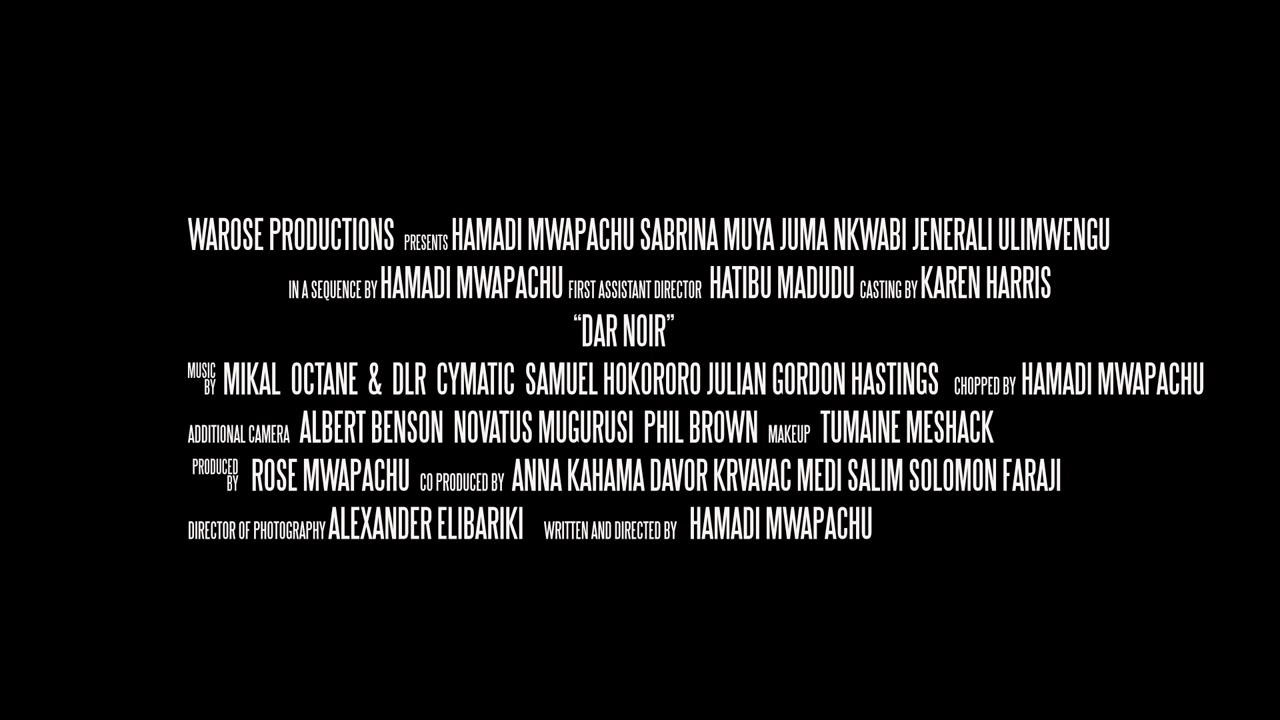 WAROSE PRODUCTIONS PRESENTS HAMADI MWAPACHU SABRINA MUYA JUMA NKWABI JENERALI ULIMWENGU
IN A SEQUENCE BY HAMADI MWAPACHU FIRST ASSISTANT DIRECTOR HATIBU MADUDU CASTING BY KAREN HARRIS
“DAR NOIR”
MUSIC BY MIKAL OCTANE & DLR CYMATIC SAMUEL HOKORORO JULIAN GORDON HASTINGS CHOPPED BY HAMADI MWAPACHU
ADDITIONAL CAMERA ALBERT BENSON NOVATUS MUGURUSI PHIL BROWN MAKEUP TUMAINE MESHACK
PRODUCED BY ROSE MWAPACHU CO PRODUCED BY ANNA KAHAMA DAVOR KRVAVAC MEDI SALIM SOLOMON FARAJI
DIRECTOR OF PHOTOGRAPHY ALEXANDER ELIBARIKI WRITTEN AND DIRECTED BY HAMADI MWAPACHU